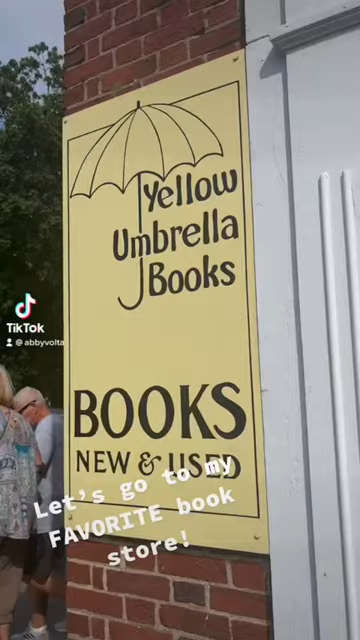 Yellow
Umbrella
Books
TikTok
@abbyvolta
BOOKS
NEW & USED
Let's go to my
FAVORITE book
store!